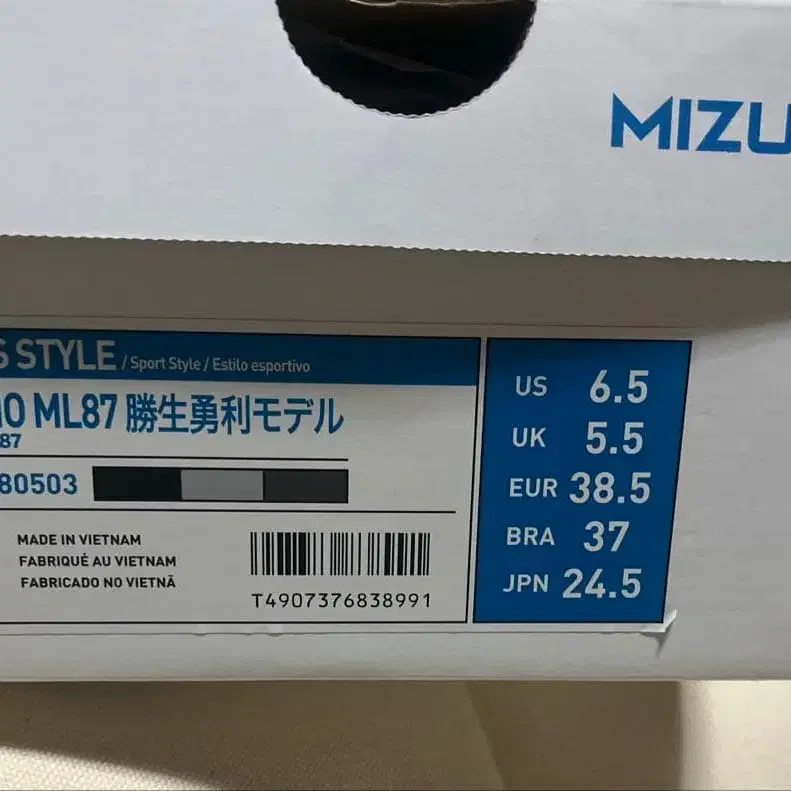 MIZU
S STYLE / Sport Style / Estilo esportivo
NO ML87 勝生勇利モデル
87
80503
MADE IN VIETNAM
FABRIQUÉ AU VIETNAM
FABRICADO NO VIETNÃ
T4907376838991
US 6.5
UK 5.5
EUR 38.5
BRA 37
JPN 24.5